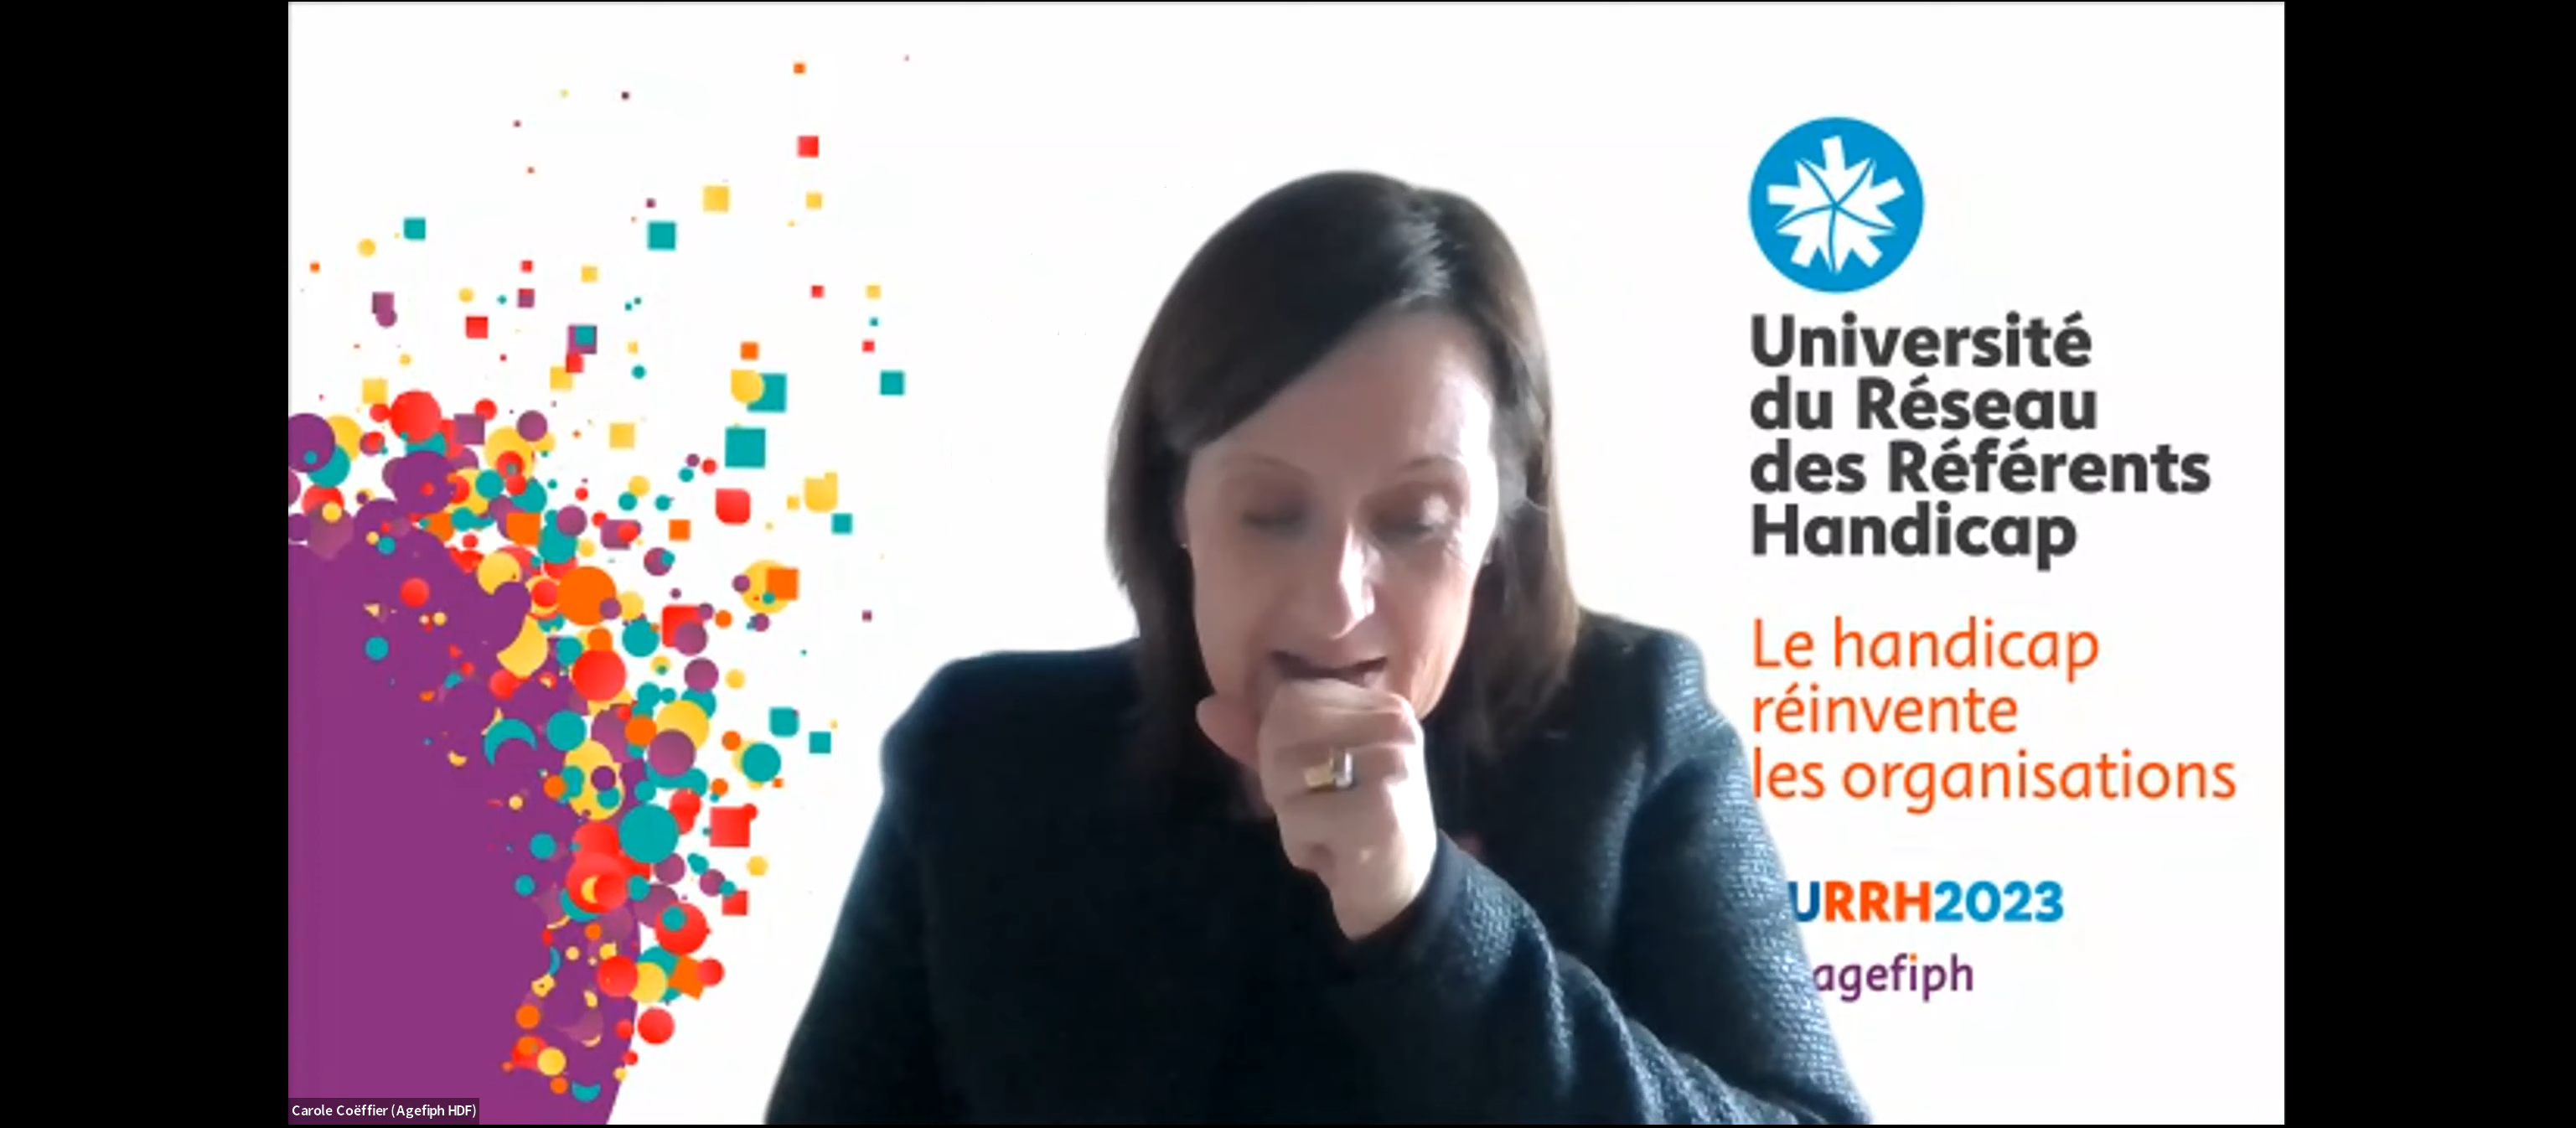 Université
du Réseau
des Référents
Handicap
Le handicap
réinvente
les organisations
URRH2023
agefiph
Carole Coëffier (Agefiph HDF)